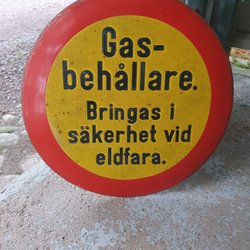 Gas-
behållare.
Bringas i
säkerhet vid
eldfara.